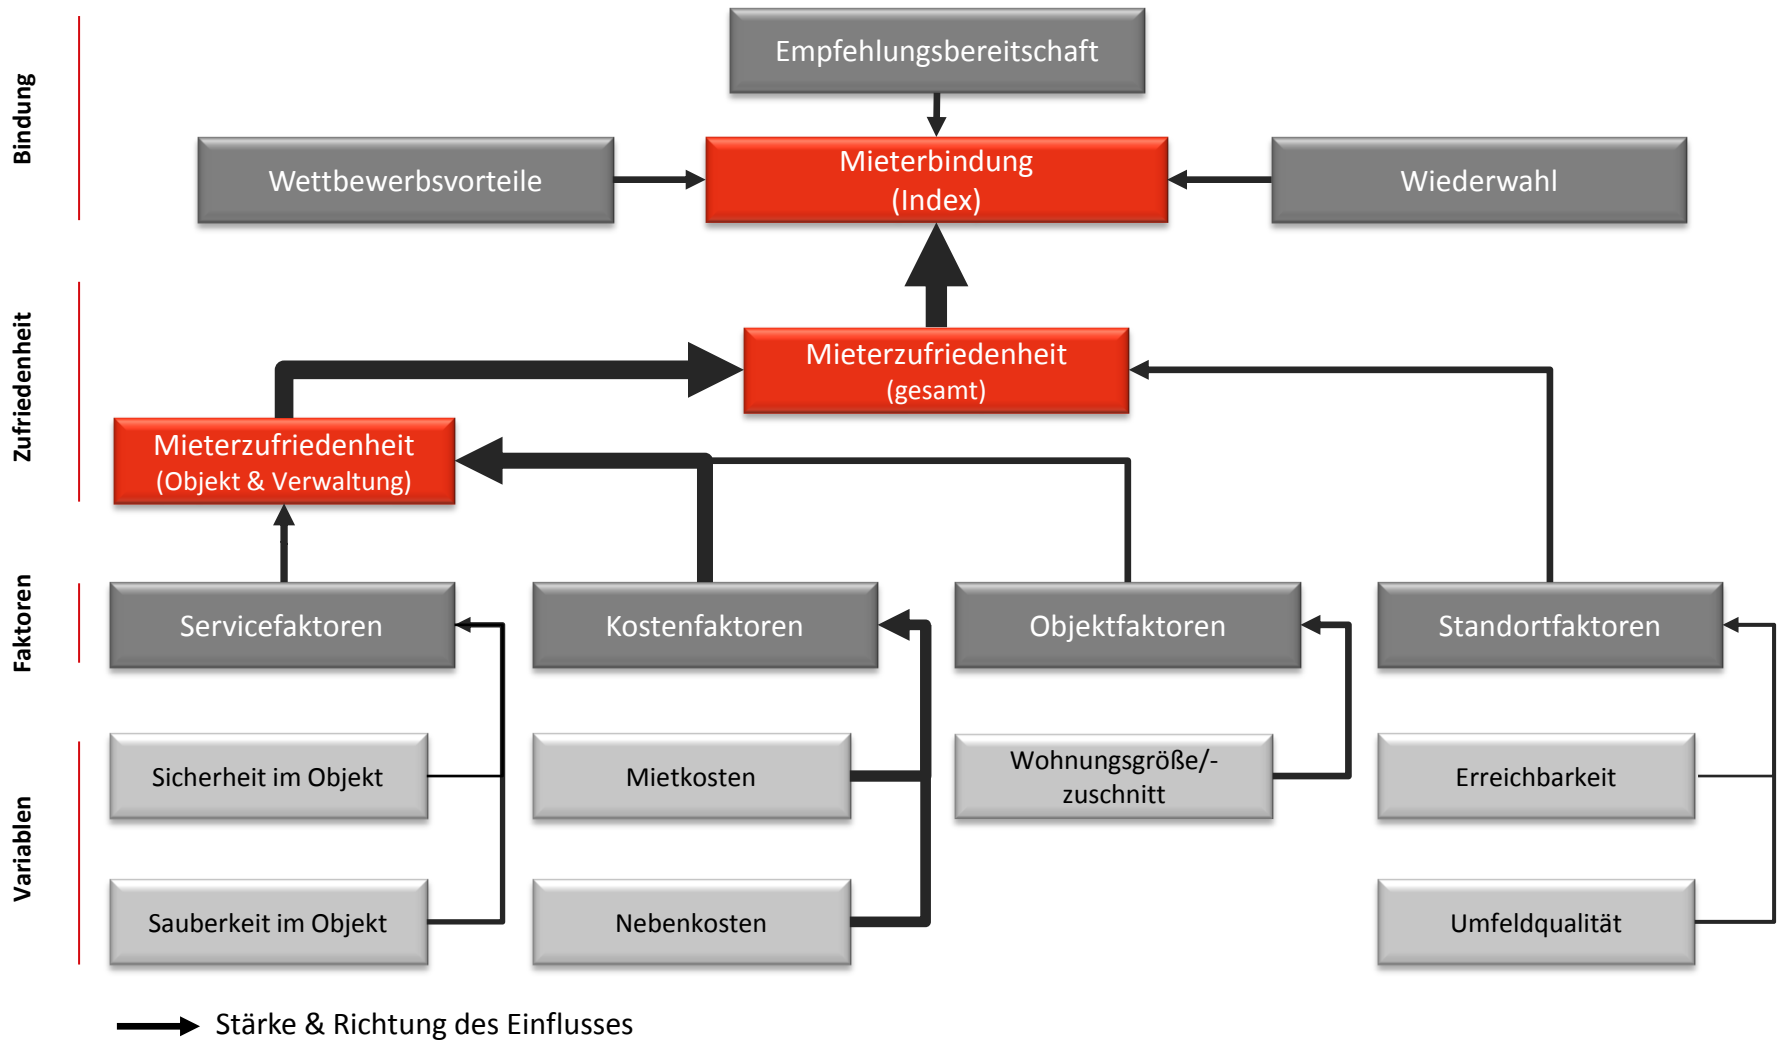 Bindung
Empfehlungsbereitschaft
Wettbewerbsvorteile
Mieterbindung
(Index)
Wiederwahl
Zufriedenheit
Mieterzufriedenheit
(gesamt)
Mieterzufriedenheit
(Objekt & Verwaltung)
Faktoren
Servicefaktoren
Kostenfaktoren
Objektfaktoren
Standortfaktoren
Variablen
Sicherheit im Objekt
Mietkosten
Wohnungsgröße/-
zuschnitt
Erreichbarkeit
Sauberkeit im Objekt
Nebenkosten
Umfeldqualität
Stärke & Richtung des Einflusses